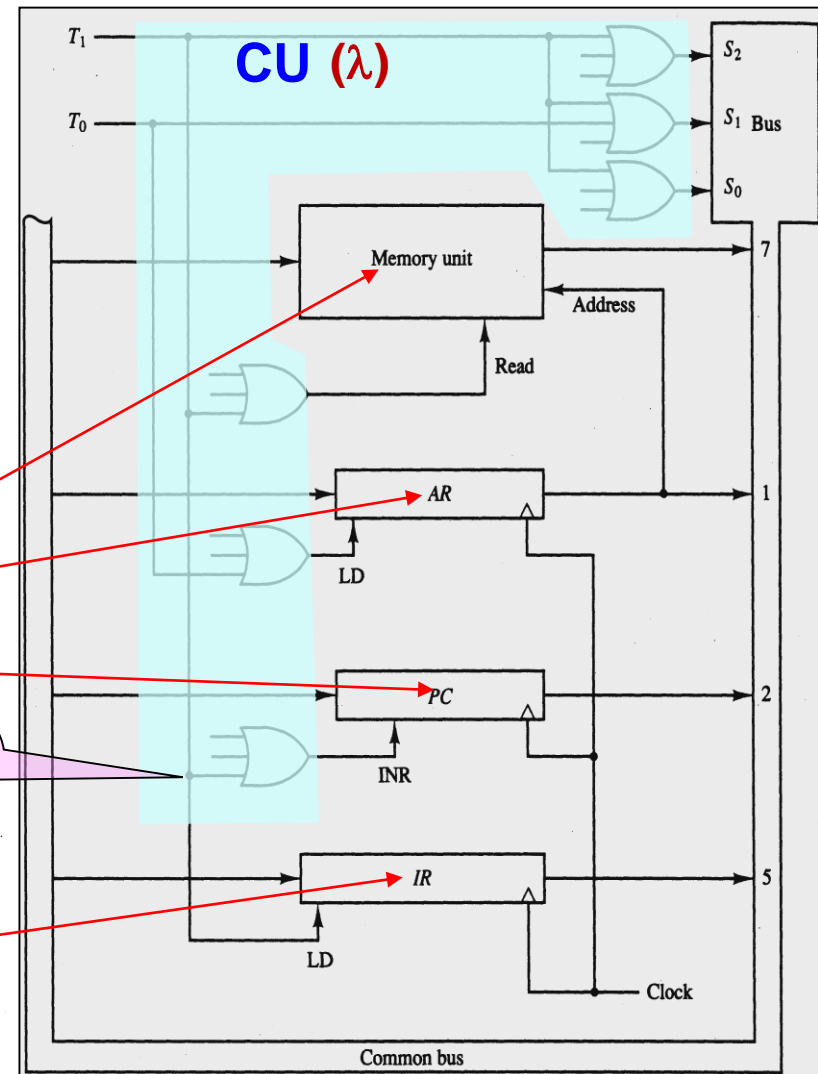 T1
CU (λ)
S2
T0
S1 Bus
S0
7
Memory unit
Address
Read
AR
1
LD
PC
2
INR
IR
5
LD
Clock
Common bus